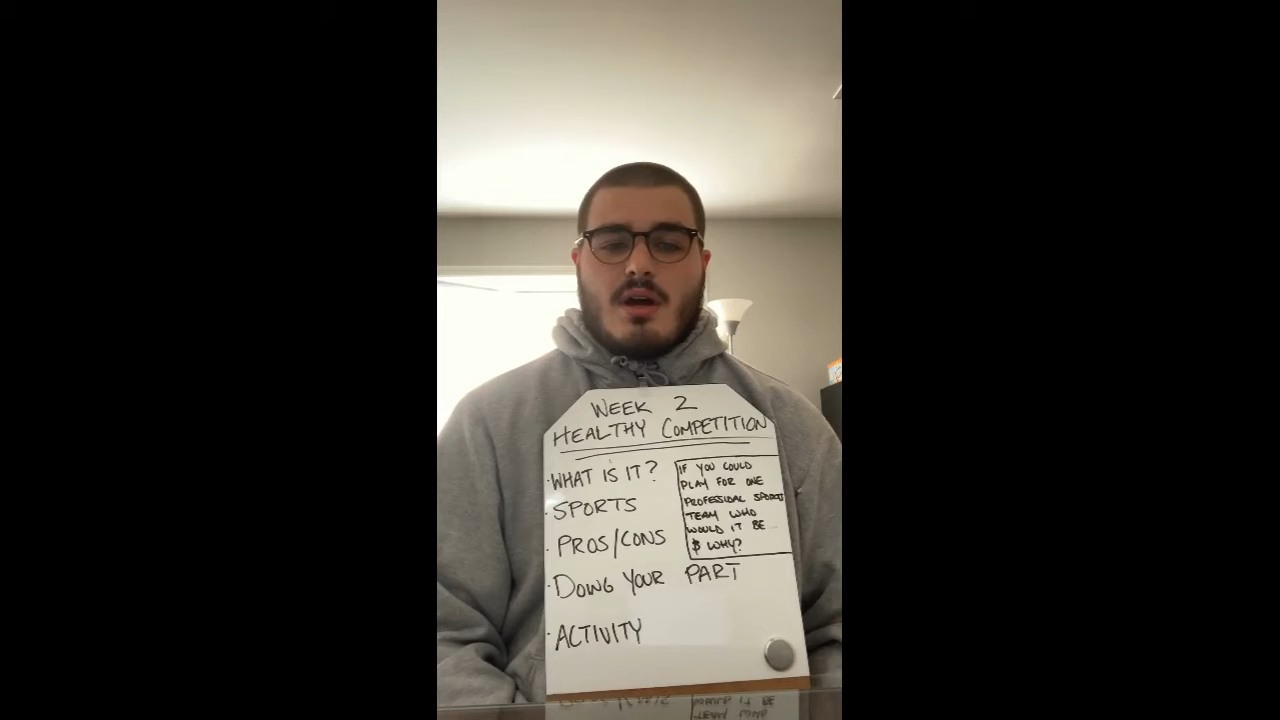 WEEK 2
HEALTHY COMPETITION
· WHAT IS IT?
· SPORTS
· PROS/CONS
· DOING YOUR PART
· ACTIVITY
IF YOU COULD
PLAY FOR ONE
PROFESSIONAL SPORTS
TEAM WHO
WOULD IT BE
& WHY?